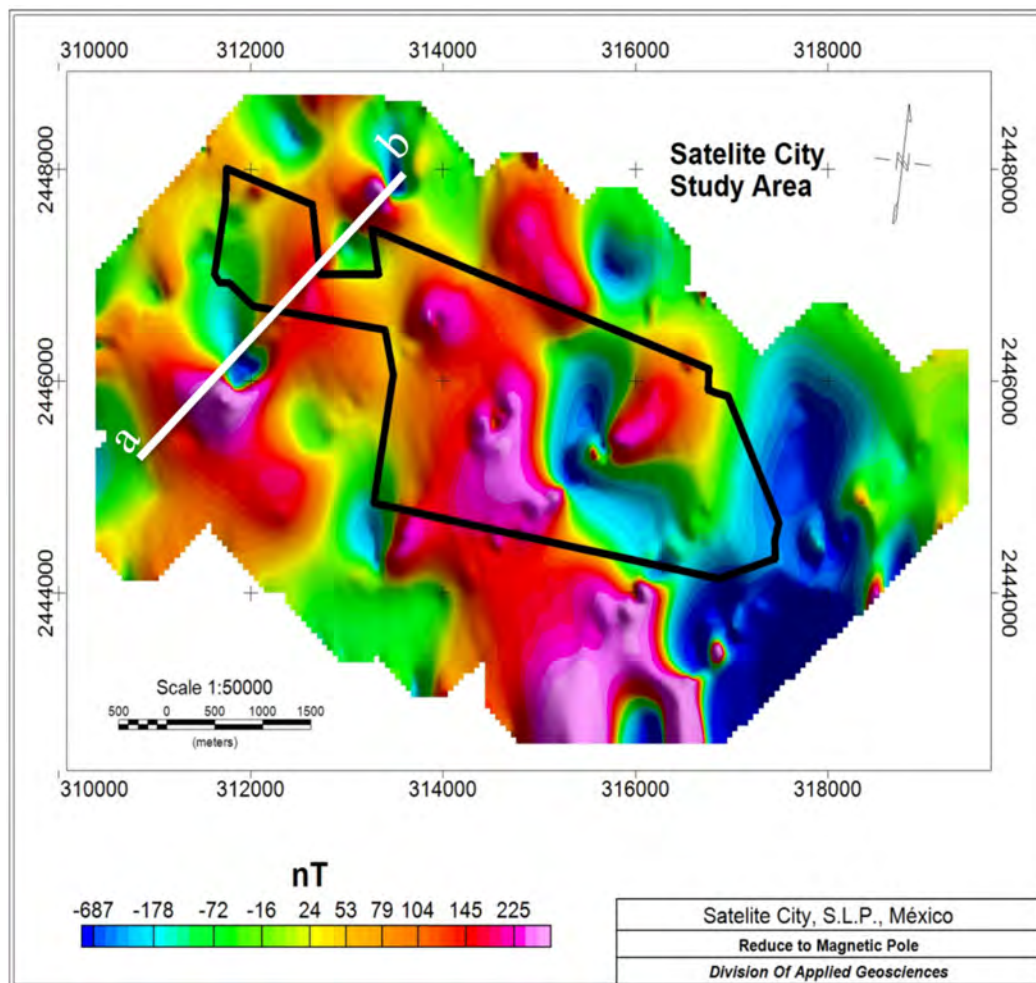 310000 312000 314000 316000 318000
2448000 2448000
b
Satelite City
Study Area
N
2446000 2446000
a
2444000 2444000
Scale 1:50000
500 0 500 1000 1500
(meters)
310000 312000 314000 316000 318000
nT
-687 -178 -72 -16 24 53 79 104 145 225
Satelite City, S.L.P., México
Reduce to Magnetic Pole
Division Of Applied Geosciences